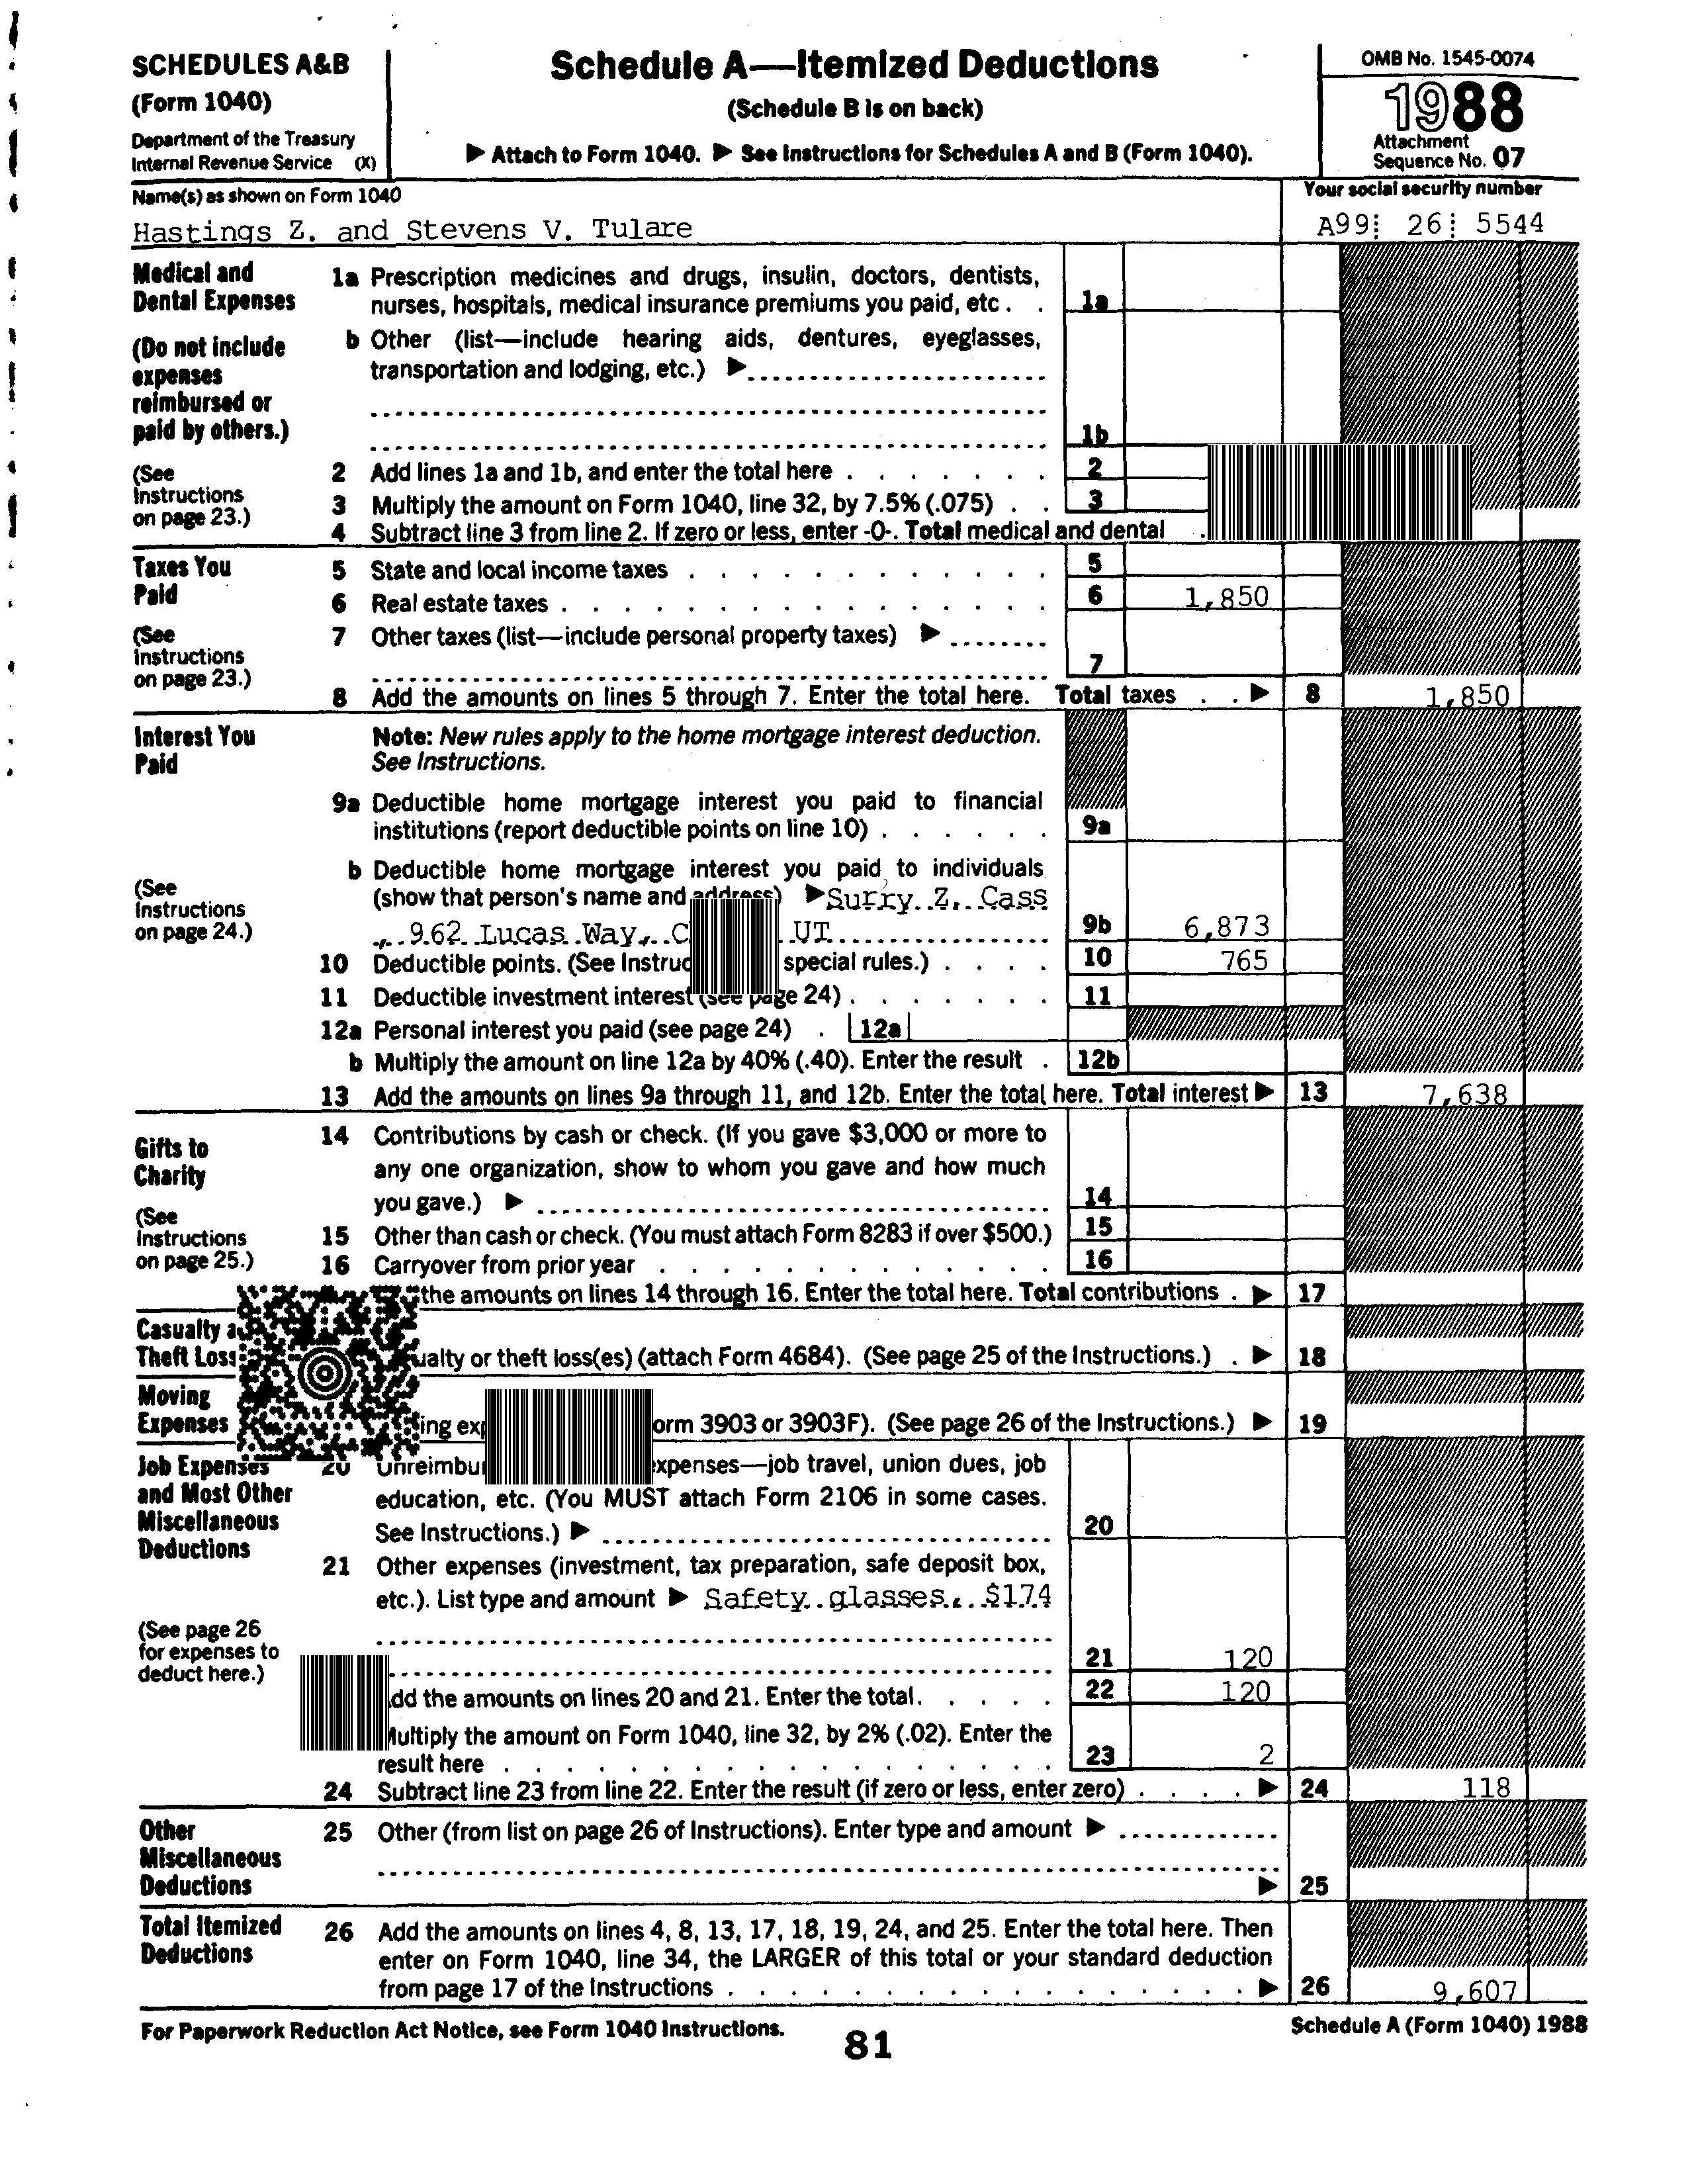 SCHEDULES A&B
(Form 1040)
Department of the Treasury
Internal Revenue Service (X)
Schedule A—Itemized Deductions
(Schedule B is on back)
▶ Attach to Form 1040. ▶ See Instructions for Schedules A and B (Form 1040).
OMB No. 1545-0074
1988
Attachment
Sequence No. 07
Name(s) as shown on Form 1040
Your social security number
Hastings Z. and Stevens V. Tulare
A99 26 5544
Medical and
Dental Expenses
(Do not include
expenses
reimbursed or
paid by others.)
(See
Instructions
on page 23.)
1a Prescription medicines and drugs, insulin, doctors, dentists,
nurses, hospitals, medical insurance premiums you paid, etc . . 1a
b Other (list—include hearing aids, dentures, eyeglasses,
transportation and lodging, etc.) ▶
1b
2 Add lines 1a and 1b, and enter the total here . . . . . . . 2
3 Multiply the amount on Form 1040, line 32, by 7.5% (.075) . . 3
4 Subtract line 3 from line 2. If zero or less, enter -0-. Total medical and dental .
Taxes You
Paid
(See
Instructions
on page 23.)
5 State and local income taxes . . . . . . . . . . . . 5
6 Real estate taxes . . . . . . . . . . . . . . . . 6 1,850
7 Other taxes (list—include personal property taxes) ▶
7
8 Add the amounts on lines 5 through 7. Enter the total here. Total taxes . . ▶ 8 1,850
Interest You
Paid
(See
Instructions
on page 24.)
Note: New rules apply to the home mortgage interest deduction.
See Instructions.
9a Deductible home mortgage interest you paid to financial
institutions (report deductible points on line 10) . . . . . . 9a
b Deductible home mortgage interest you paid to individuals
(show that person's name and address) ▶ Surry Z. Cass
, 962 Lucas Way, C UT 9b 6,873
10 Deductible points. (See Instruc special rules.) . . . . 10 765
11 Deductible investment interest (see page 24) . . . . . . . 11
12a Personal interest you paid (see page 24) . 12a
b Multiply the amount on line 12a by 40% (.40). Enter the result . 12b
13 Add the amounts on lines 9a through 11, and 12b. Enter the total here. Total interest ▶ 13 7,638
Gifts to
Charity
(See
Instructions
on page 25.)
14 Contributions by cash or check. (If you gave $3,000 or more to
any one organization, show to whom you gave and how much
you gave.) ▶ 14
15 Other than cash or check. (You must attach Form 8283 if over $500.) 15
16 Carryover from prior year . . . . . . . . . . . . . 16
the amounts on lines 14 through 16. Enter the total here. Total contributions . ▶ 17
Casualty a
Theft Loss
ualty or theft loss(es) (attach Form 4684). (See page 25 of the Instructions.) . ▶ 18
Moving
Expenses
ing exp orm 3903 or 3903F). (See page 26 of the Instructions.) ▶ 19
Job Expenses
and Most Other
Miscellaneous
Deductions
(See page 26
for expenses to
deduct here.)
20 Unreimbu xpenses—job travel, union dues, job
education, etc. (You MUST attach Form 2106 in some cases.
See Instructions.) ▶ 20
21 Other expenses (investment, tax preparation, safe deposit box,
etc.). List type and amount ▶ Safety glasses, $174
21 120
dd the amounts on lines 20 and 21. Enter the total. . . . . 22 120
Multiply the amount on Form 1040, line 32, by 2% (.02). Enter the
result here . . . . . . . . . . . . . . . . . . 23 2
24 Subtract line 23 from line 22. Enter the result (if zero or less, enter zero) . . . . ▶ 24 118
Other
Miscellaneous
Deductions
25 Other (from list on page 26 of Instructions). Enter type and amount ▶
▶ 25
Total Itemized
Deductions
26 Add the amounts on lines 4, 8, 13, 17, 18, 19, 24, and 25. Enter the total here. Then
enter on Form 1040, line 34, the LARGER of this total or your standard deduction
from page 17 of the Instructions . . . . . . . . . . . . . . . . ▶ 26 9,607
For Paperwork Reduction Act Notice, see Form 1040 Instructions.
81
Schedule A (Form 1040) 1988